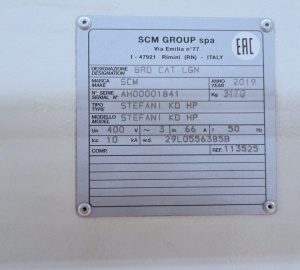 SCM GROUP spa
Via Emilia n°77
I - 47921 Rimini (RN) - ITALY
EAC
DESIGNAZIONE DESIGNATION BRD CAT LGN
MARCA MAKE SCM ANNO YEAR 2019
N° SERIE SERIAL N° AH00001841 Kg
TIPO TYPE STEFANI KD HP
MODELLO MODEL STEFANI KD HP
Un 400 V ~ 3 In 66 A f 50 Hz
Icc 10 kA w.d. 29L0556385B
COMP. REF. 113525